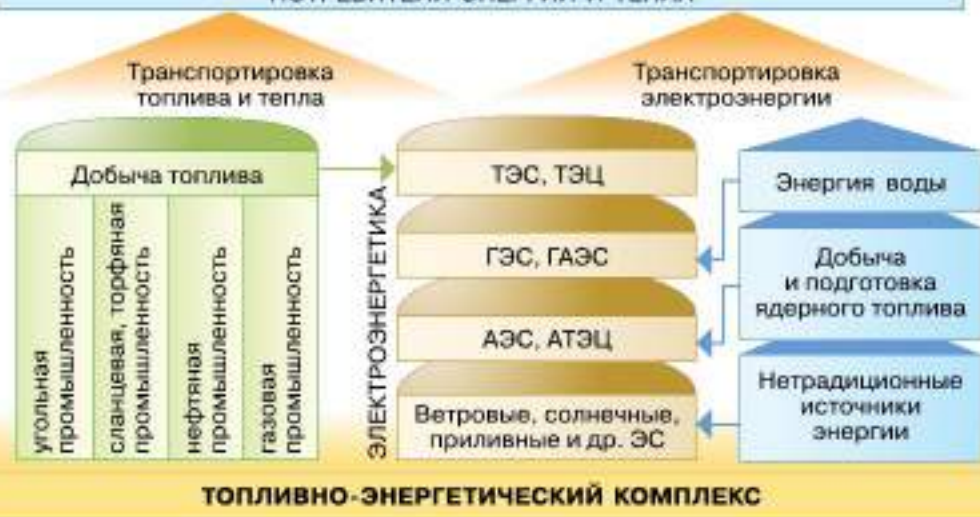 Транспортировка
топлива и тепла
Транспортировка
электроэнергии
Добыча топлива
угольная
промышленность
сланцевая, торфяная
промышленность
нефтяная
промышленность
газовая
промышленность
ЭЛЕКТРОЭНЕРГЕТИКА
ТЭС, ТЭЦ
ГЭС, ГАЭС
АЭС, АТЭЦ
Ветровые, солнечные,
приливные и др. ЭС
Энергия воды
Добыча
и подготовка
ядерного топлива
Нетрадиционные
источники
энергии
ТОПЛИВНО-ЭНЕРГЕТИЧЕСКИЙ КОМПЛЕКС